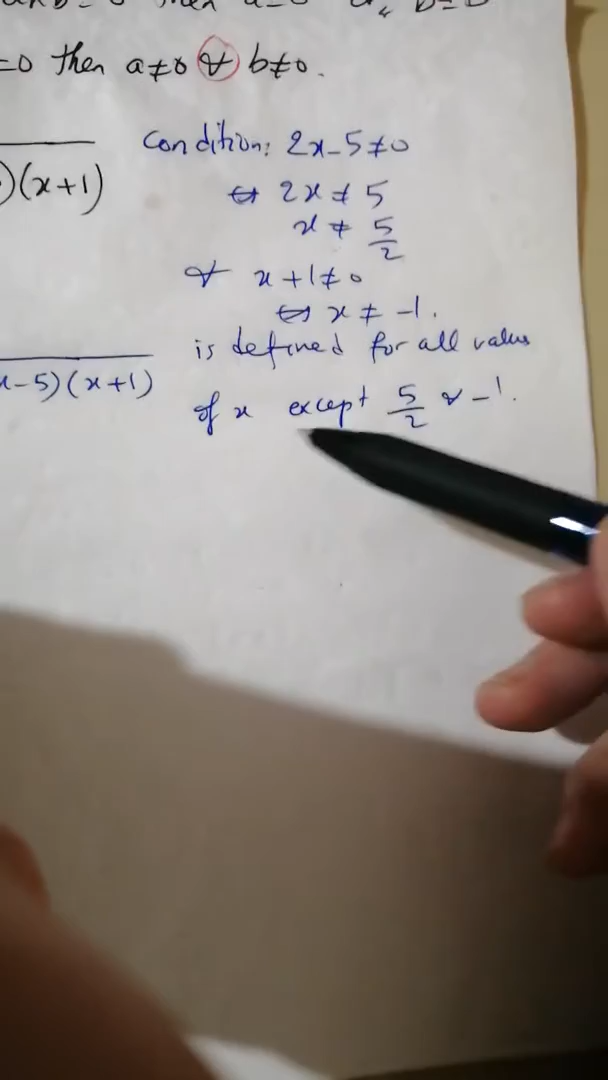 =0 then a≠0 & b≠0.
Condition: 2x-5≠0
)(x+1)
⇔ 2x ≠ 5
x ≠ 5/2
& x+1≠0
⇔ x ≠ -1.
is defined for all value
x-5)(x+1)
of x except 5/2 & -1.